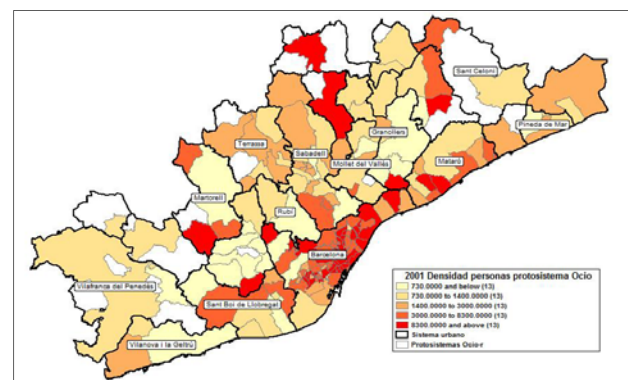 Sant Celoni
Pineda de Mar
Granollers
Terrassa
Sabadell
Mollet del Vallès
Mataró
Martorell
Rubí
Barcelona
Vilafranca del Penedès
Sant Boi de Llobregat
Vilanova i la Geltrú
2001 Densidad personas protosistema Ocio
730.0000 and below (13)
730.0000 to 1400.0000 (13)
1400.0000 to 3000.0000 (13)
3000.0000 to 8300.0000 (13)
8300.0000 and above (13)
Sistema urbano
Protosistemas Ocio-r